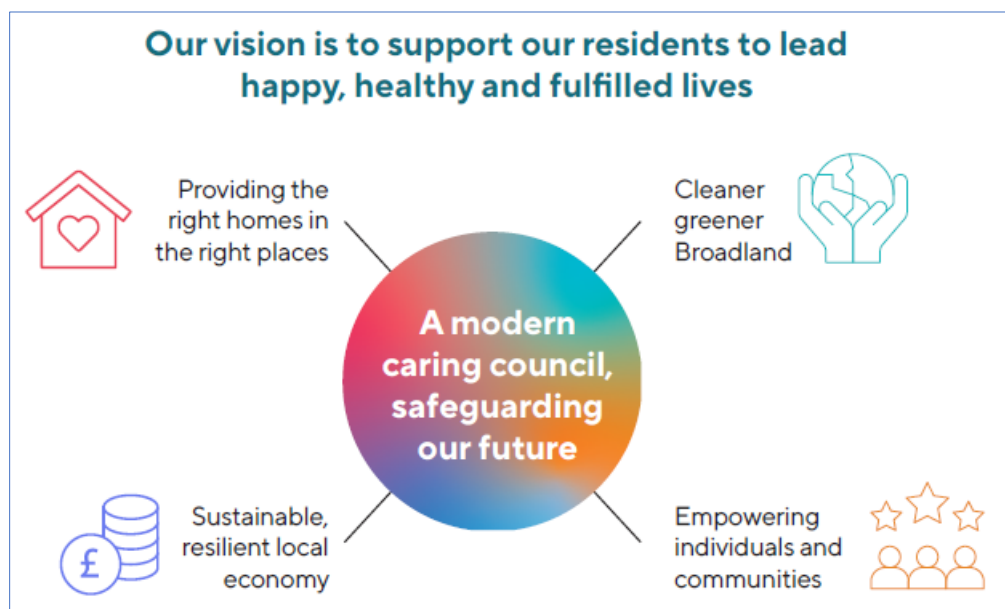 Our vision is to support our residents to lead
happy, healthy and fulfilled lives
Providing the
right homes in
the right places
Cleaner
greener
Broadland
A modern
caring council,
safeguarding
our future
Sustainable,
resilient local
economy
£
Empowering
individuals and
communities